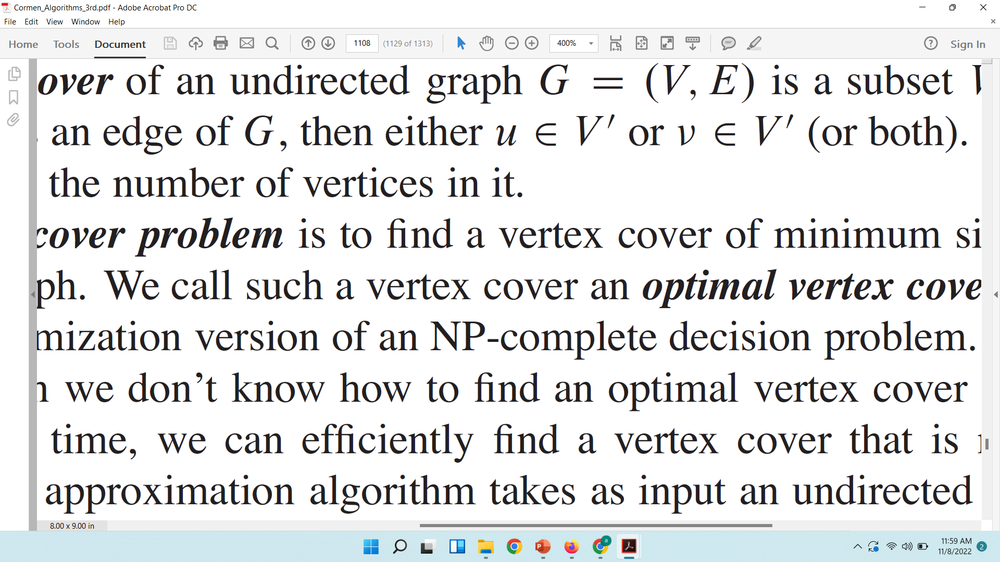 Cormen_Algorithms_3rd.pdf - Adobe Acrobat Pro DC
File Edit View Window Help
Home Tools Document 1108 (1129 of 1313) 400% Sign In
over of an undirected graph G = (V, E) is a subset
an edge of G, then either u ∈ V′ or v ∈ V′ (or both).
the number of vertices in it.
cover problem is to find a vertex cover of minimum si
ph. We call such a vertex cover an optimal vertex cove
mization version of an NP-complete decision problem.
we don’t know how to find an optimal vertex cover
time, we can efficiently find a vertex cover that is
approximation algorithm takes as input an undirected
8.00 x 9.00 in
11:59 AM
11/8/2022 2